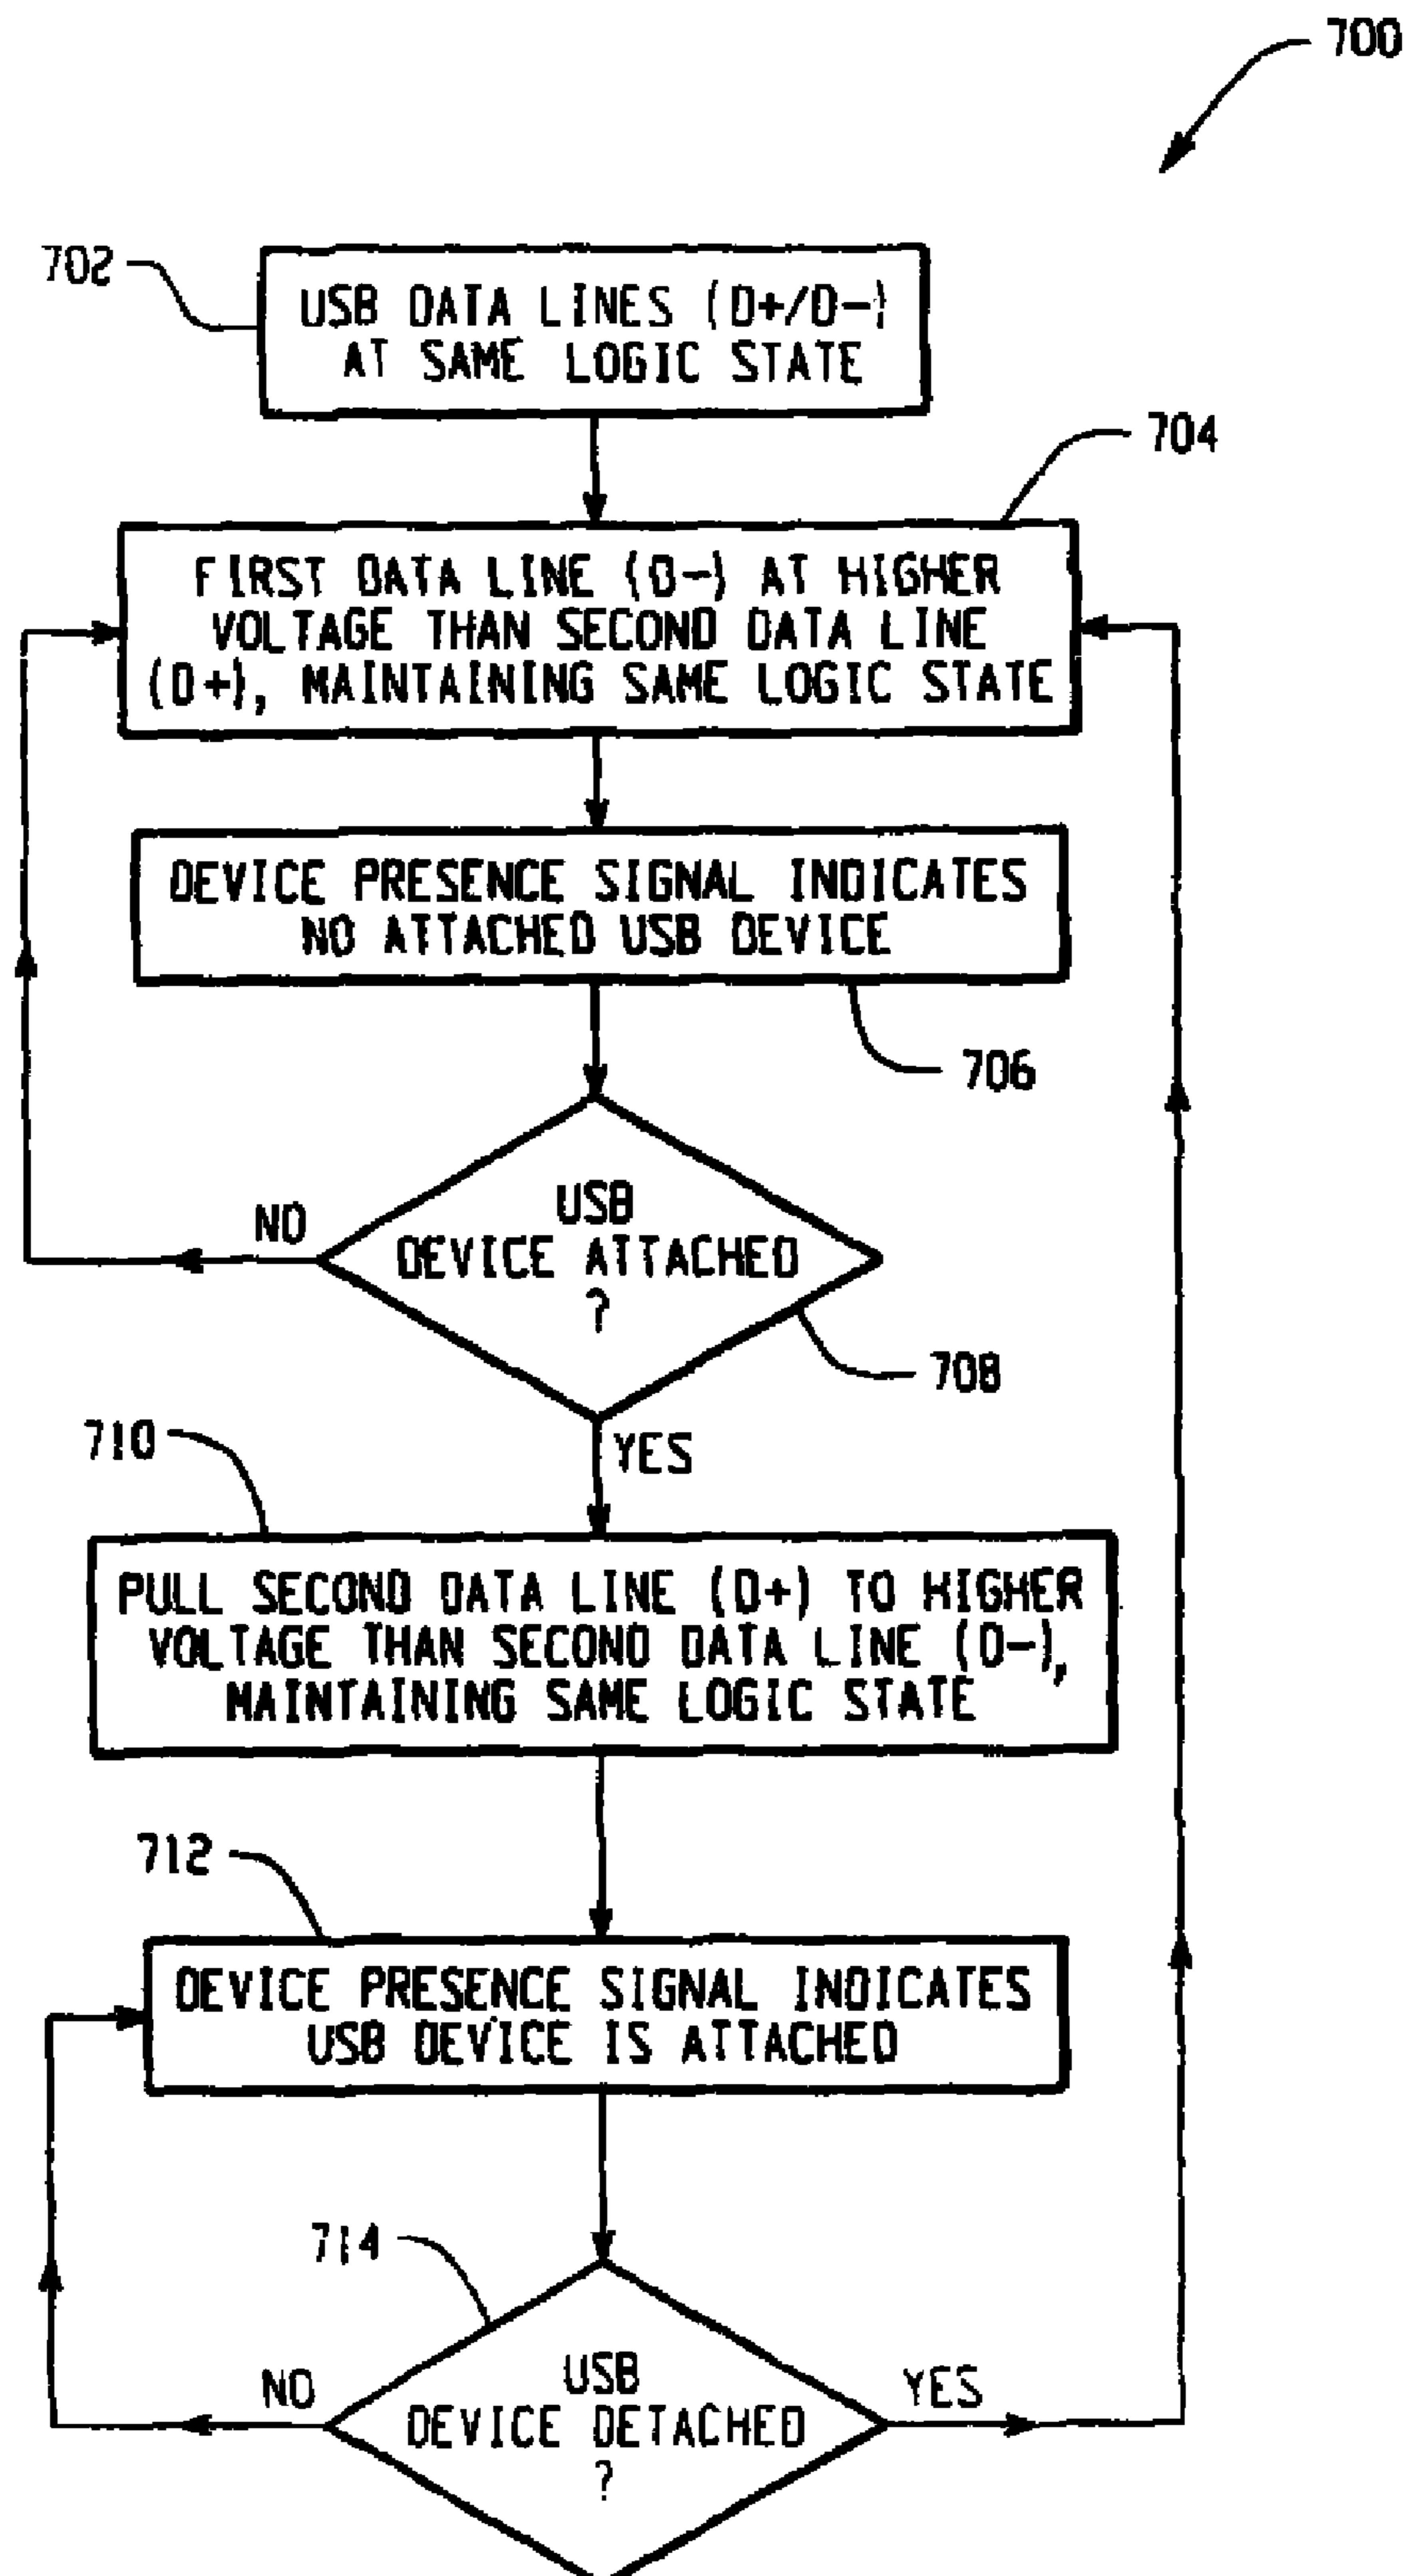 700
702
USB DATA LINES (D+/D-)
AT SAME LOGIC STATE
704
FIRST DATA LINE (D-) AT HIGHER
VOLTAGE THAN SECOND DATA LINE
(D+), MAINTAINING SAME LOGIC STATE
DEVICE PRESENCE SIGNAL INDICATES
NO ATTACHED USB DEVICE
706
USB
DEVICE ATTACHED
?
NO
708
YES
710
PULL SECOND DATA LINE (D+) TO HIGHER
VOLTAGE THAN SECOND DATA LINE (D-),
MAINTAINING SAME LOGIC STATE
712
DEVICE PRESENCE SIGNAL INDICATES
USB DEVICE IS ATTACHED
714
USB
DEVICE DETACHED
?
NO
YES